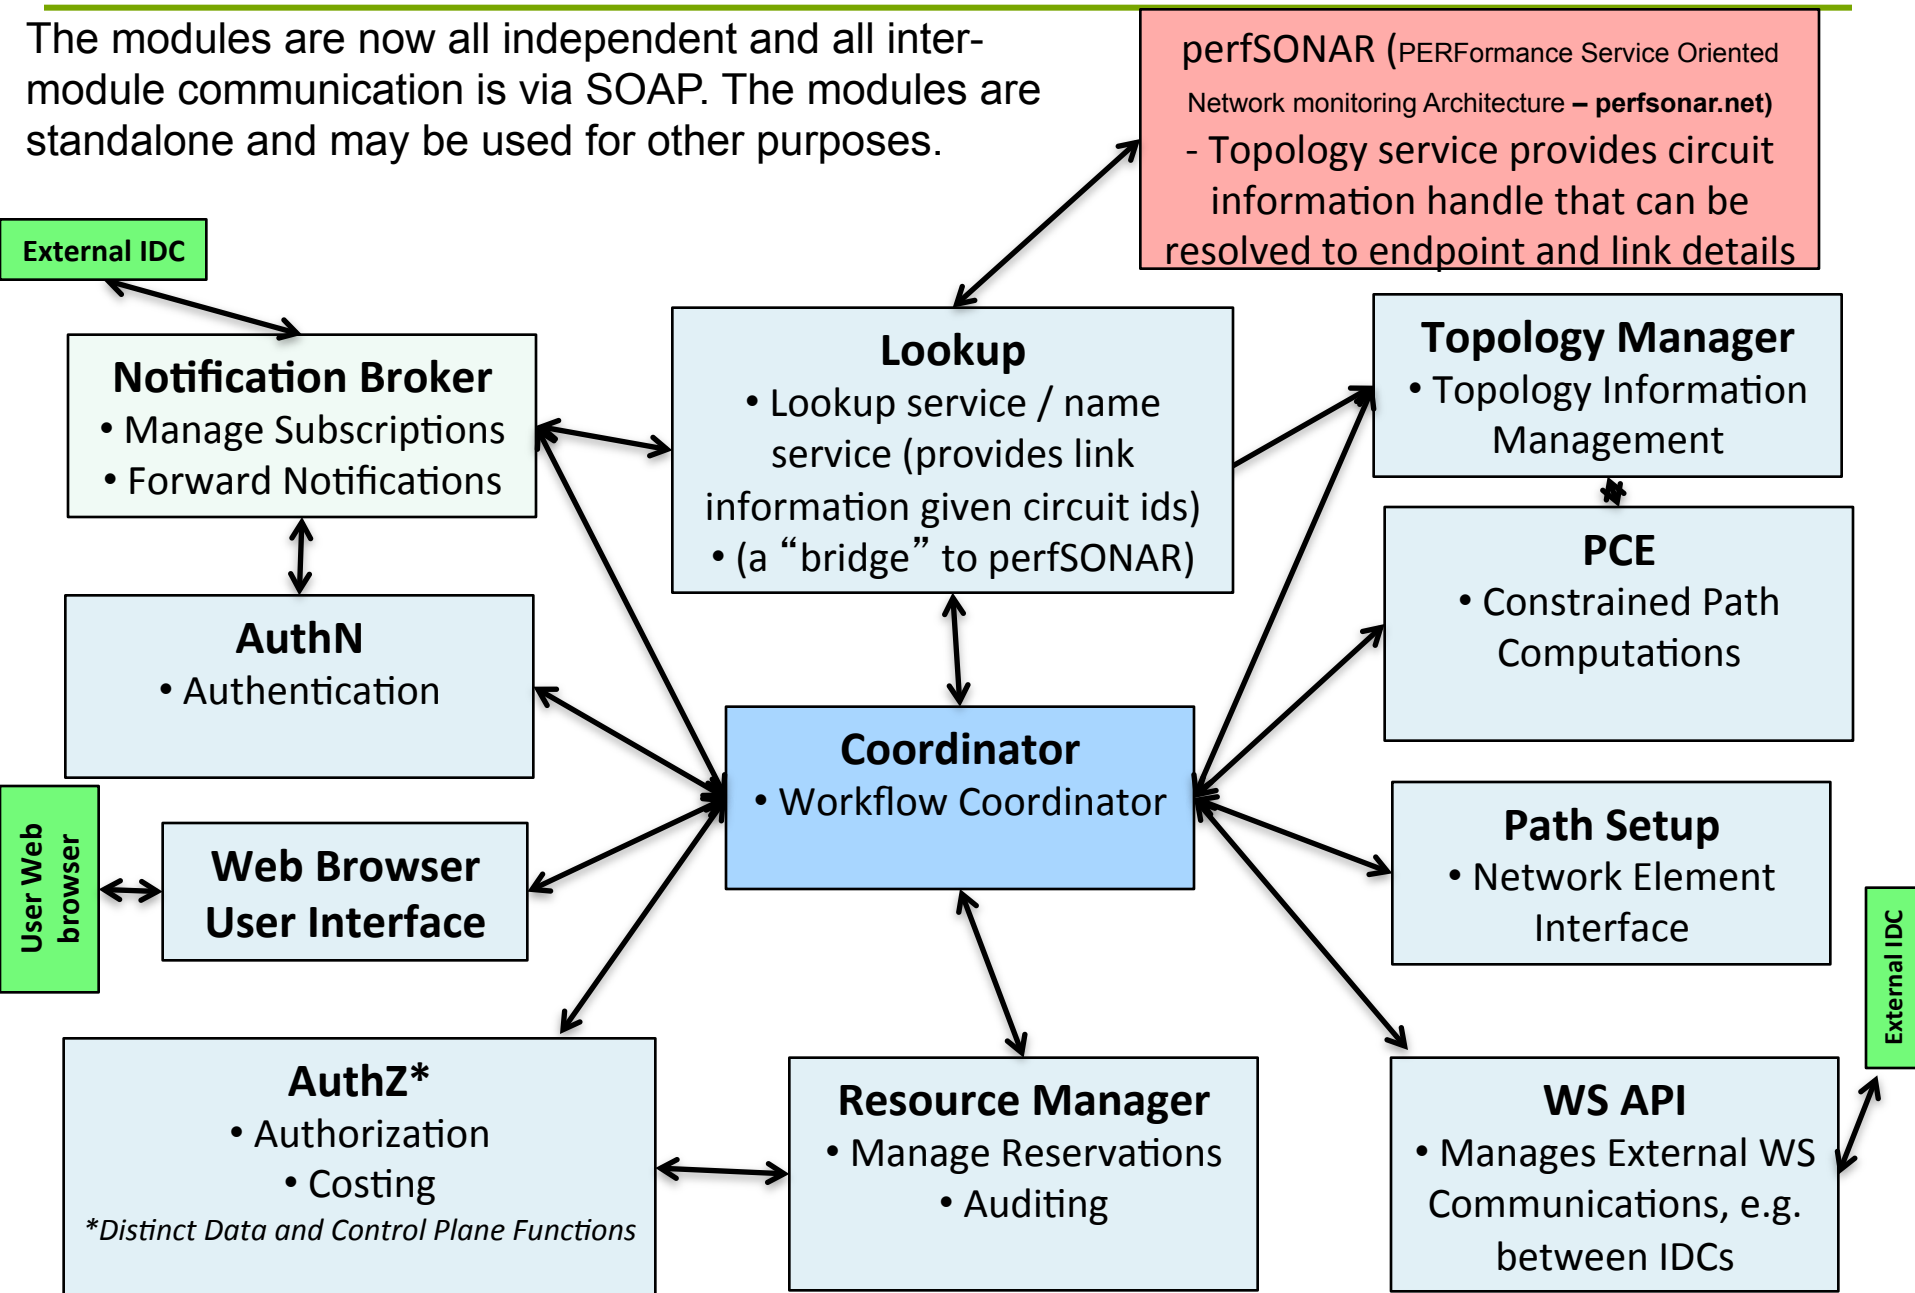 The modules are now all independent and all inter-
module communication is via SOAP. The modules are
standalone and may be used for other purposes.
perfSONAR (PERFormance Service Oriented
Network monitoring Architecture – perfsonar.net)
- Topology service provides circuit
information handle that can be
resolved to endpoint and link details
External IDC
Notification Broker
• Manage Subscriptions
• Forward Notifications
Lookup
• Lookup service / name
service (provides link
information given circuit ids)
• (a “bridge” to perfSONAR)
Topology Manager
• Topology Information
Management
AuthN
• Authentication
PCE
• Constrained Path
Computations
Coordinator
• Workflow Coordinator
User Web
browser
Web Browser
User Interface
Path Setup
• Network Element
Interface
External IDC
AuthZ*
• Authorization
• Costing
*Distinct Data and Control Plane Functions
Resource Manager
• Manage Reservations
• Auditing
WS API
• Manages External WS
Communications, e.g.
between IDCs